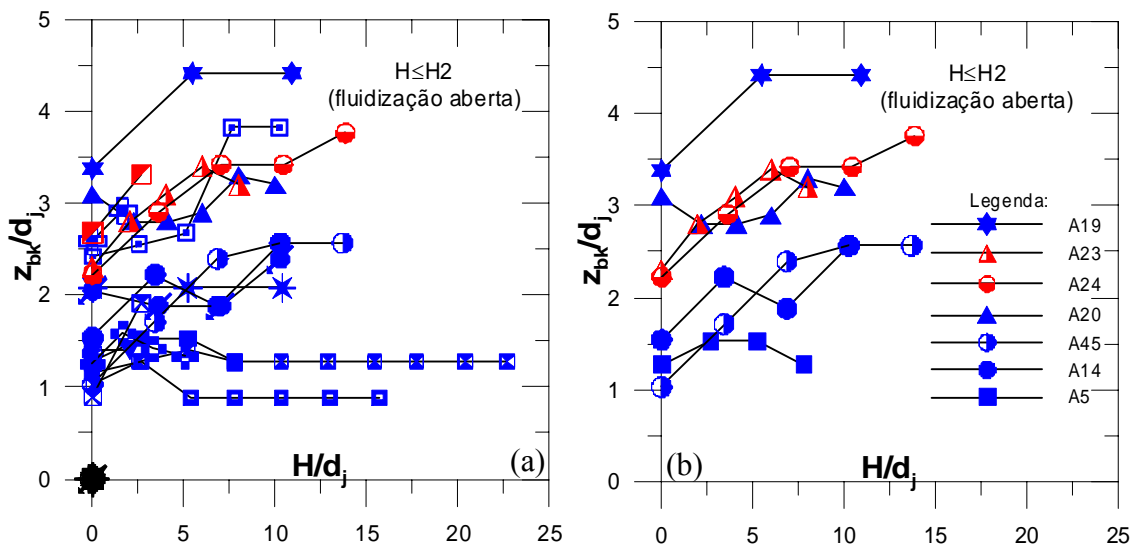 5
4
3
2
1
0
z_bk/d_j
H≤H2
(fluidização aberta)
H/d_j
(a)
0 5 10 15 20 25
5
4
3
2
1
0
z_bk/d_j
H≤H2
(fluidização aberta)
Legenda:
A19
A23
A24
A20
A45
A14
A5
(b)
H/d_j
0 5 10 15 20 25